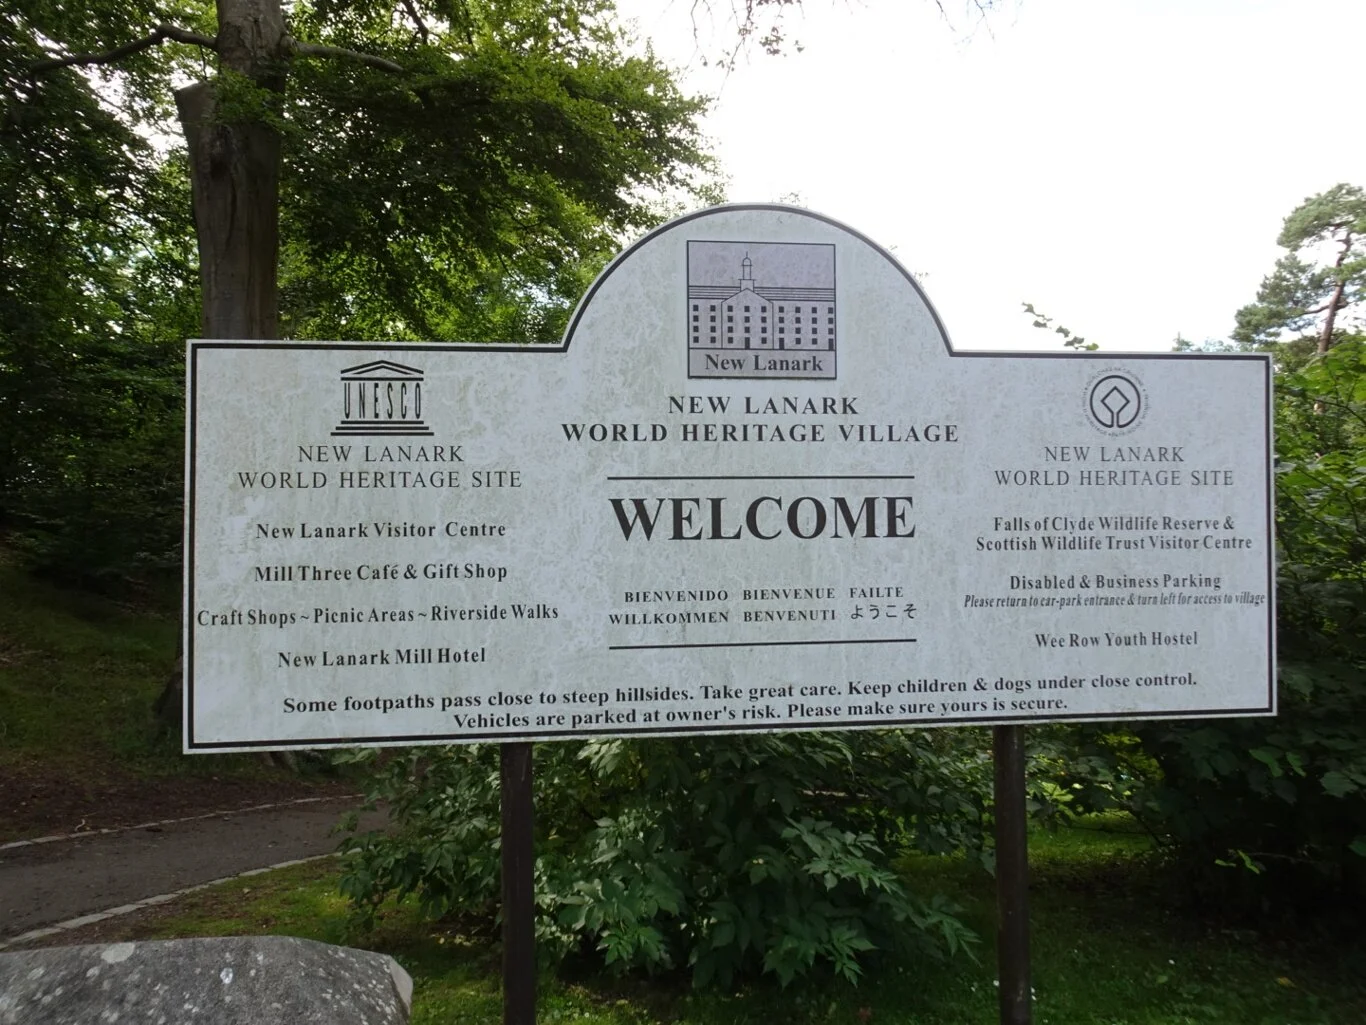 New Lanark
NEW LANARK
WORLD HERITAGE VILLAGE
UNESCO
NEW LANARK
WORLD HERITAGE SITE
New Lanark Visitor Centre
Mill Three Café & Gift Shop
Craft Shops ~ Picnic Areas ~ Riverside Walks
New Lanark Mill Hotel
WELCOME
BIENVENIDO BIENVENUE FAILTE
WILLKOMMEN BENVENUTI ようこそ
NEW LANARK
WORLD HERITAGE SITE
Falls of Clyde Wildlife Reserve &
Scottish Wildlife Trust Visitor Centre
Disabled & Business Parking
Please return to car-park entrance & turn left for access to village
Wee Row Youth Hostel
Some footpaths pass close to steep hillsides. Take great care. Keep children & dogs under close control.
Vehicles are parked at owner's risk. Please make sure yours is secure.